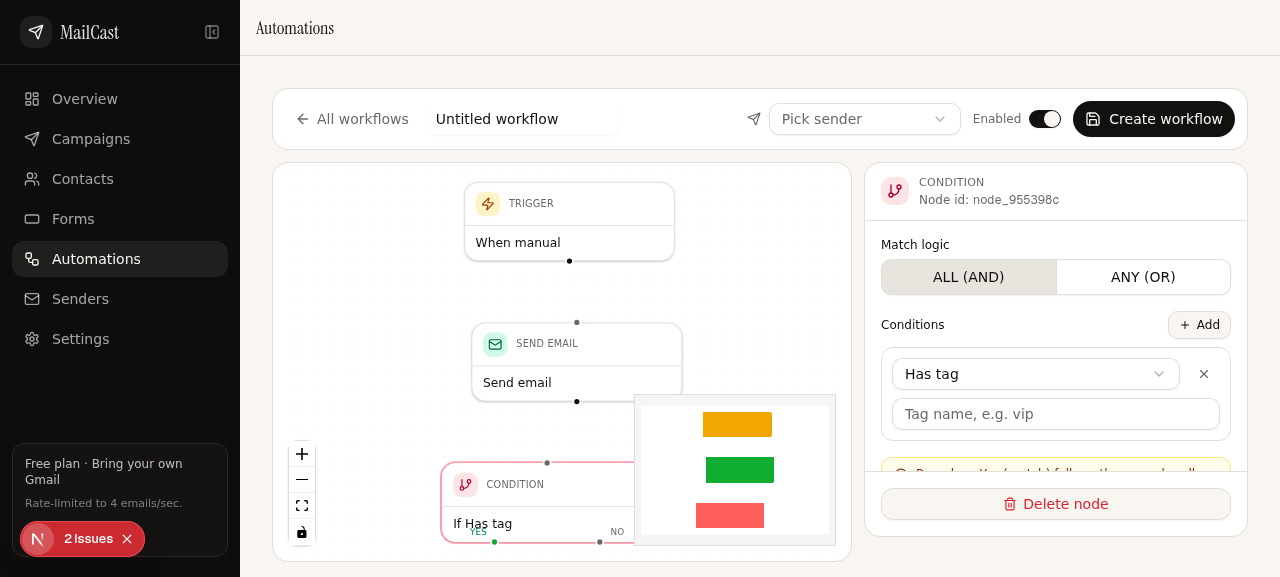 MailCast
Automations
Overview
Campaigns
Contacts
Forms
Automations
Senders
Settings
Free plan · Bring your own
Gmail
Rate-limited to 4 emails/sec.
N 2 Issues
All workflows
Untitled workflow
Pick sender
Enabled
Create workflow
TRIGGER
When manual
SEND EMAIL
Send email
CONDITION
If Has tag
YES
NO
CONDITION
Node id: node_955398c
Match logic
ALL (AND)
ANY (OR)
Conditions
Add
Has tag
Tag name, e.g. vip
Delete node